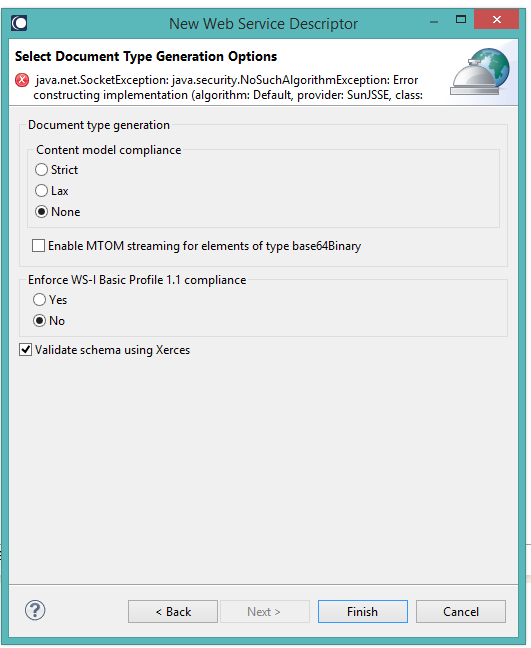 New Web Service Descriptor
Select Document Type Generation Options
java.net.SocketException: java.security.NoSuchAlgorithmException: Error
constructing implementation (algorithm: Default, provider: SunJSSE, class:
Document type generation
Content model compliance
Strict
Lax
None
Enable MTOM streaming for elements of type base64Binary
Enforce WS-I Basic Profile 1.1 compliance
Yes
No
Validate schema using Xerces
< Back
Next >
Finish
Cancel